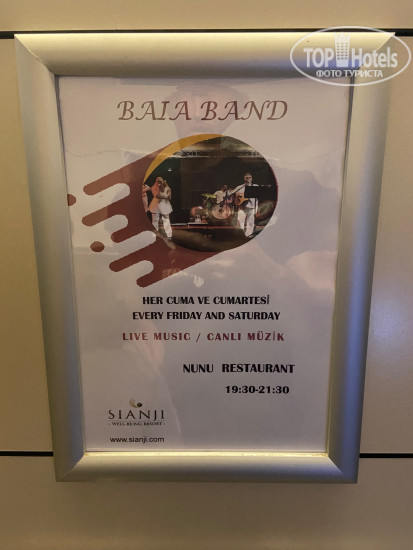 TOP Hotels
ФОТО ТУРИСТА
BAIA BAND
HER CUMA VE CUMARTESİ
EVERY FRIDAY AND SATURDAY
LIVE MUSIC / CANLI MÜZİK
NUNU RESTAURANT
19:30-21:30
SIANJI
- WELL-BEING RESORT -
www.sianji.com